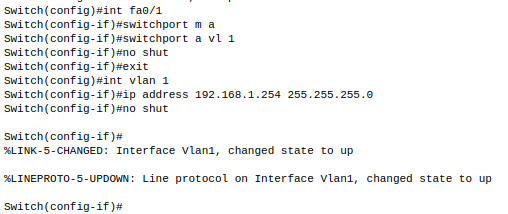 Switch(config)#int fa0/1
Switch(config-if)#switchport m a
Switch(config-if)#switchport a vl 1
Switch(config-if)#no shut
Switch(config-if)#exit
Switch(config)#int vlan 1
Switch(config-if)#ip address 192.168.1.254 255.255.255.0
Switch(config-if)#no shut
Switch(config-if)#
%LINK-5-CHANGED: Interface Vlan1, changed state to up
%LINEPROTO-5-UPDOWN: Line protocol on Interface Vlan1, changed state to up
Switch(config-if)#